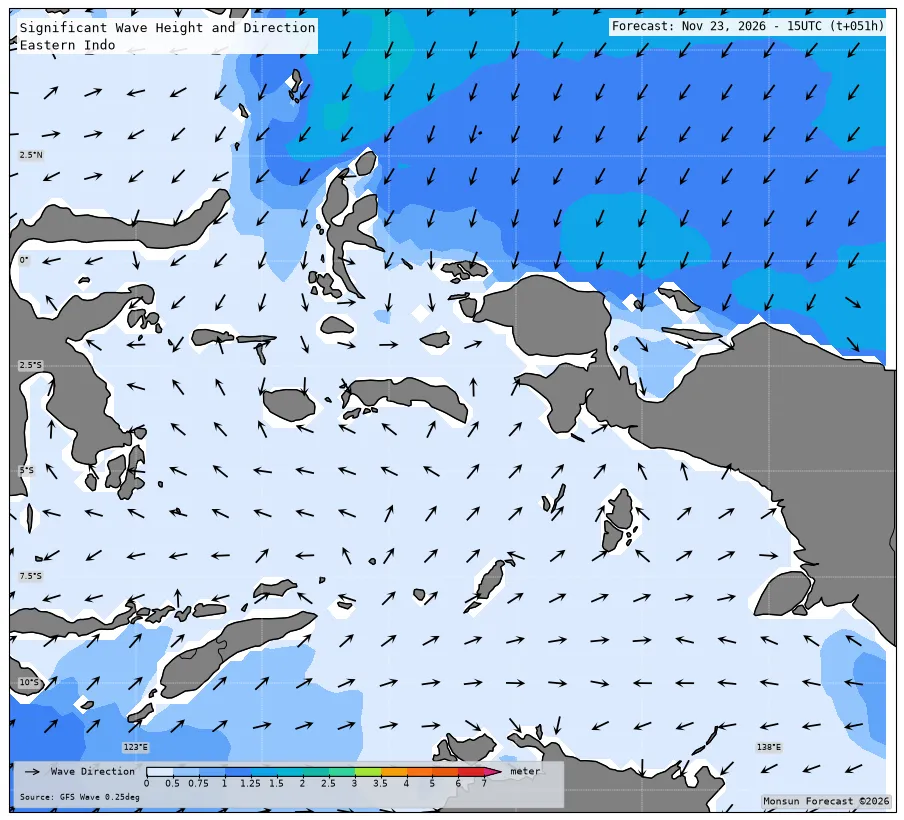 Significant Wave Height and Direction
Eastern Indo
Forecast: Nov 23, 2026 - 15UTC (t+051h)
2.5°N
0°
2.5°S
5°S
7.5°S
10°S
123°E
138°E
Wave Direction
meter
0 0.5 0.75 1 1.25 1.5 2 2.5 3 3.5 4 5 6 7
Source: GFS Wave 0.25deg
Monsun Forecast ©2026